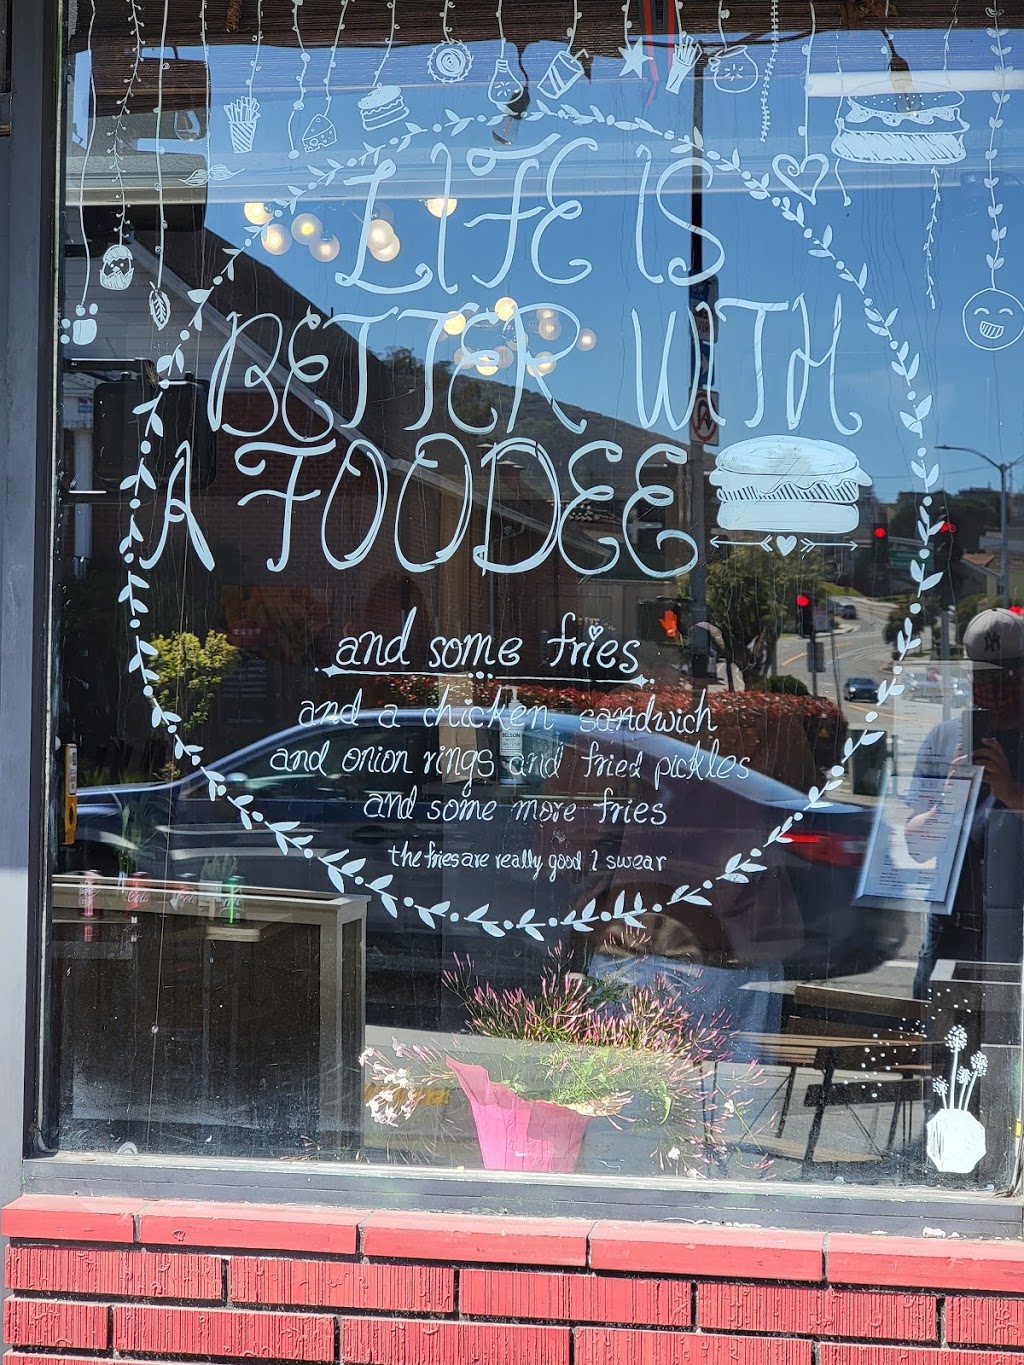 LIFE IS
BETTER WITH
A FOODEE
and some fries
and a chicken sandwich
and onion rings and fried pickles
and some more fries
the fries are really good I swear